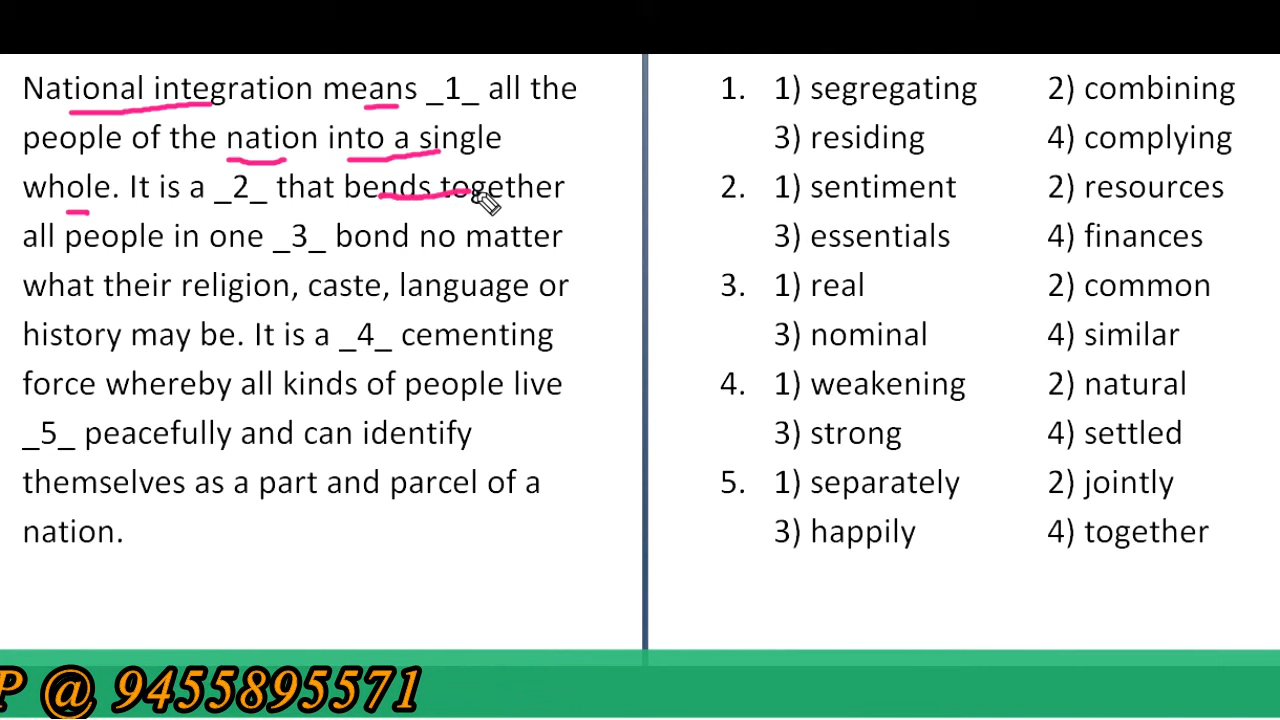 National integration means _1_ all the
people of the nation into a single
whole. It is a _2_ that bends together
all people in one _3_ bond no matter
what their religion, caste, language or
history may be. It is a _4_ cementing
force whereby all kinds of people live
_5_ peacefully and can identify
themselves as a part and parcel of a
nation.
1. 1) segregating 2) combining
3) residing 4) complying
2. 1) sentiment 2) resources
3) essentials 4) finances
3. 1) real 2) common
3) nominal 4) similar
4. 1) weakening 2) natural
3) strong 4) settled
5. 1) separately 2) jointly
3) happily 4) together
P @ 9455895571